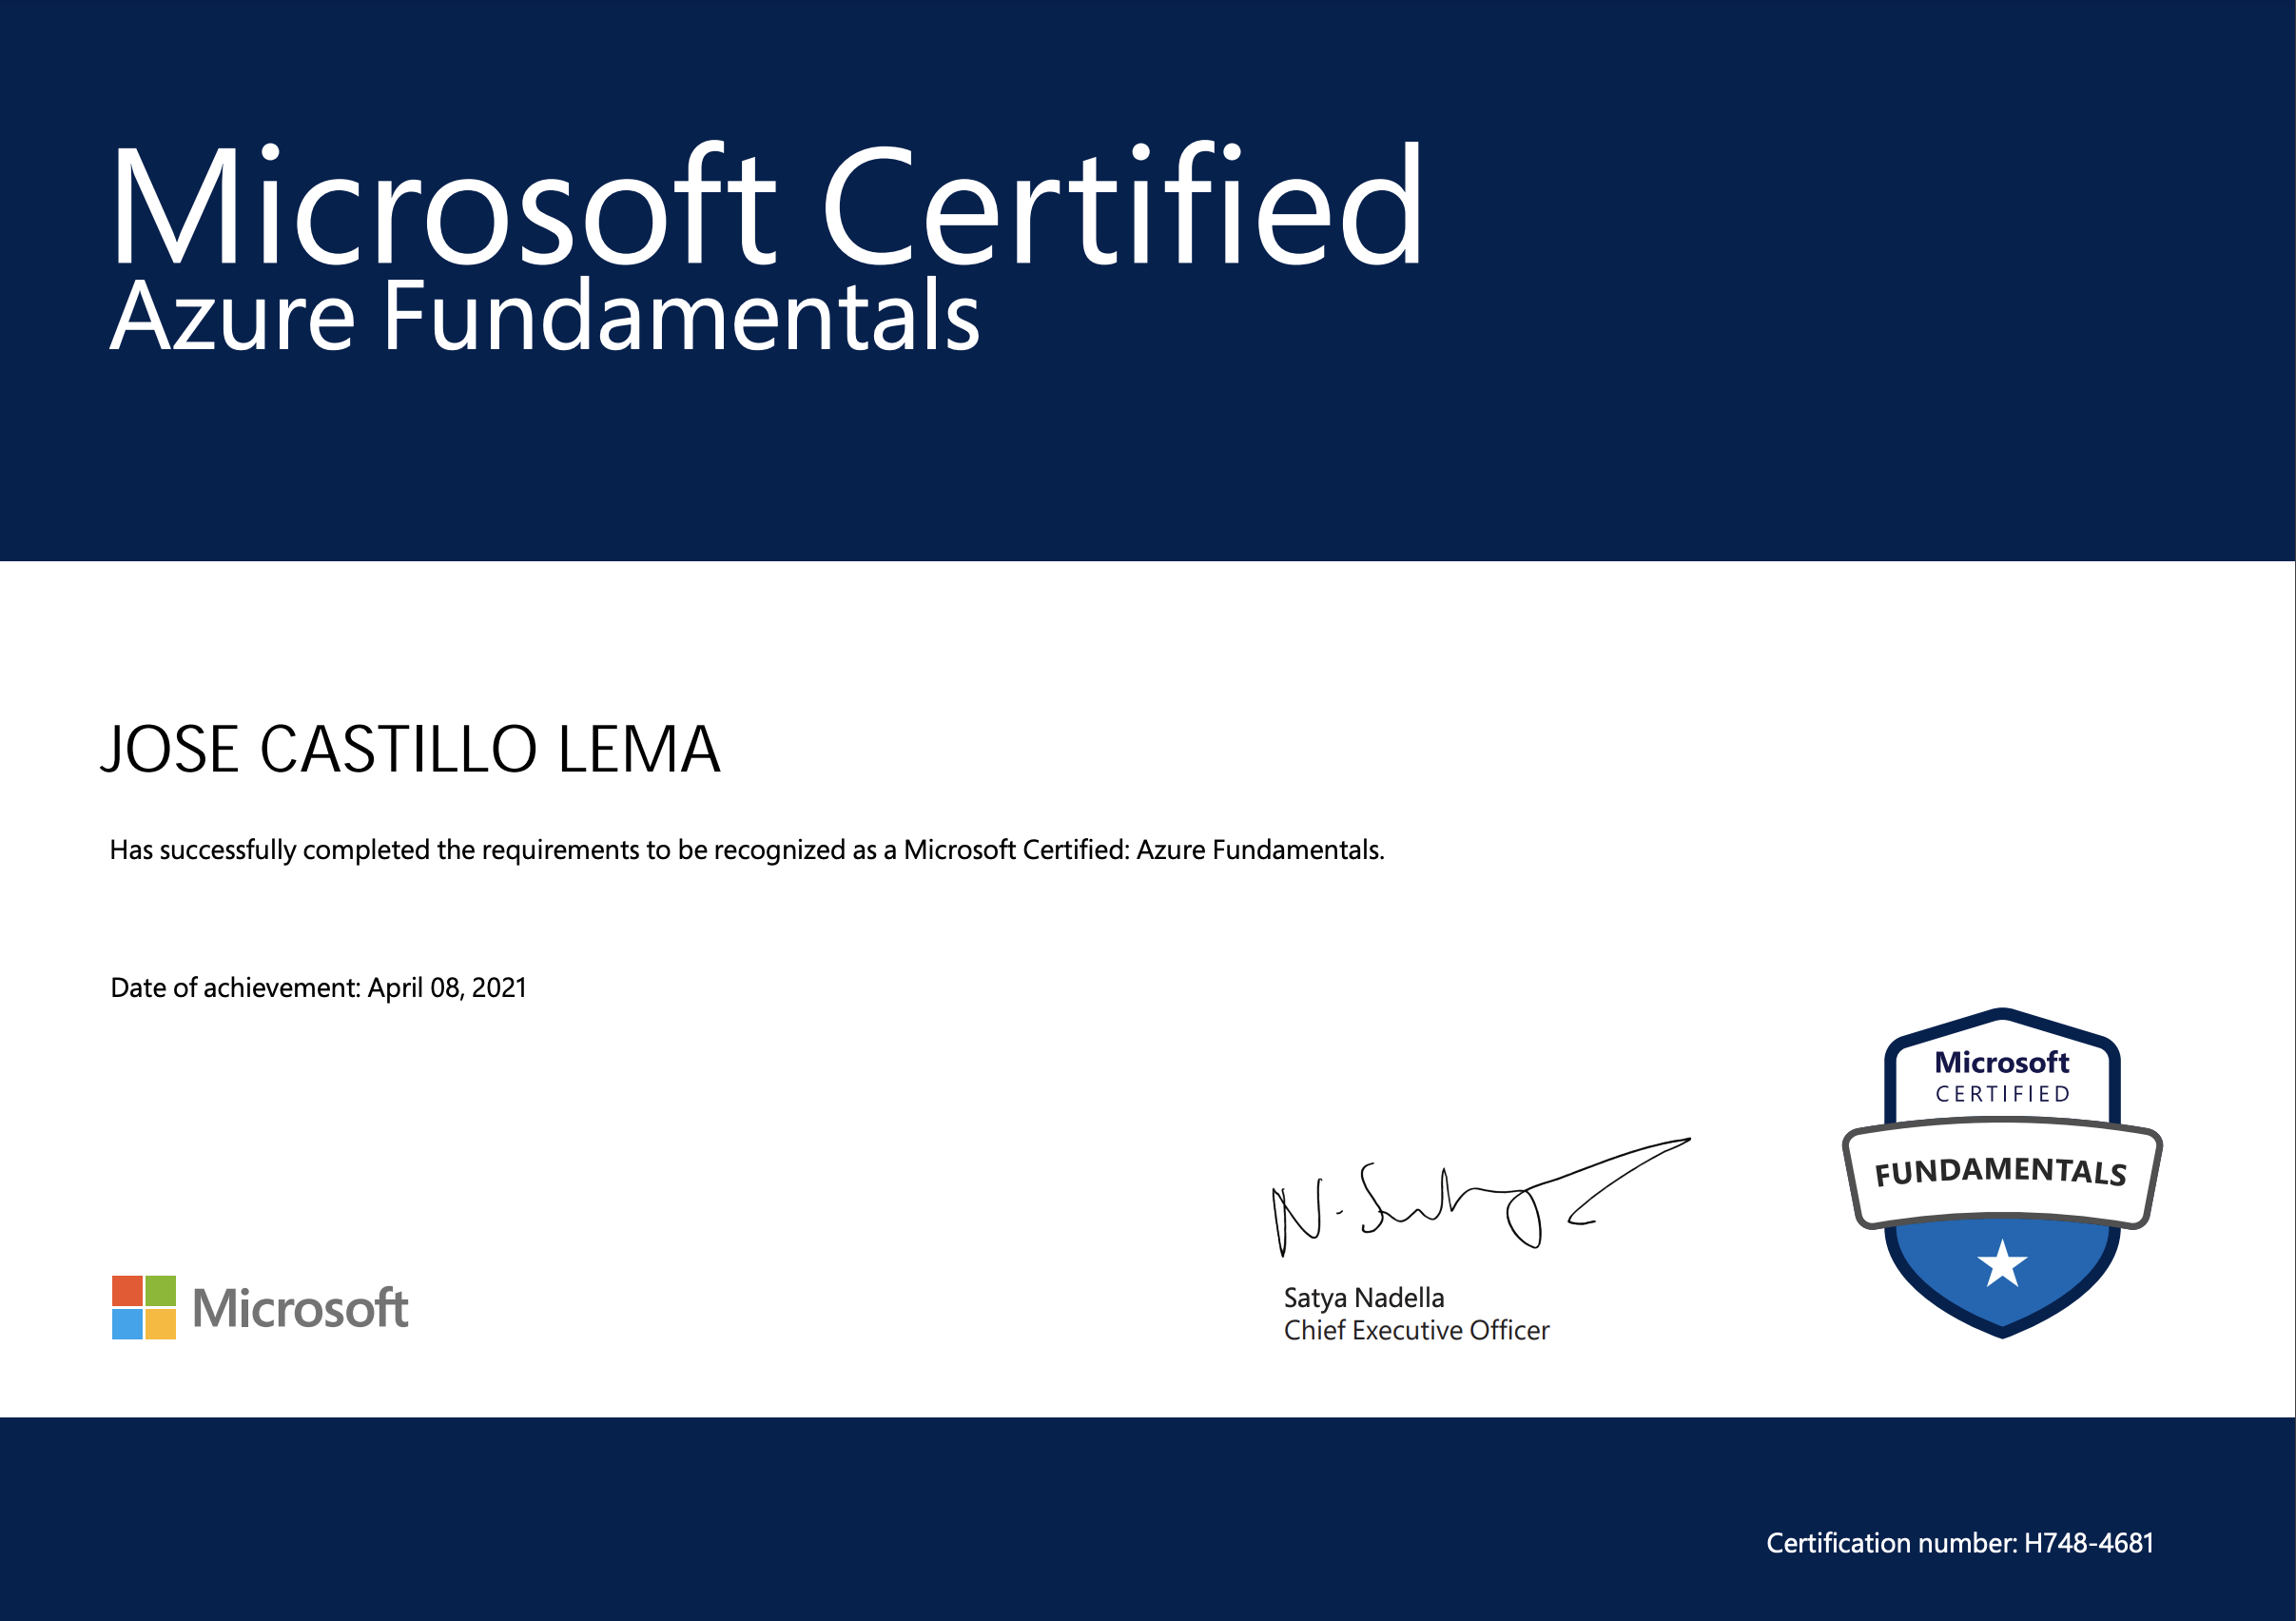 Microsoft Certified
Azure Fundamentals
JOSE CASTILLO LEMA
Has successfully completed the requirements to be recognized as a Microsoft Certified: Azure Fundamentals.
Date of achievement: April 08, 2021
Microsoft
CERTIFIED
FUNDAMENTALS
Satya Nadella
Chief Executive Officer
Microsoft
Certification number: H748-4681